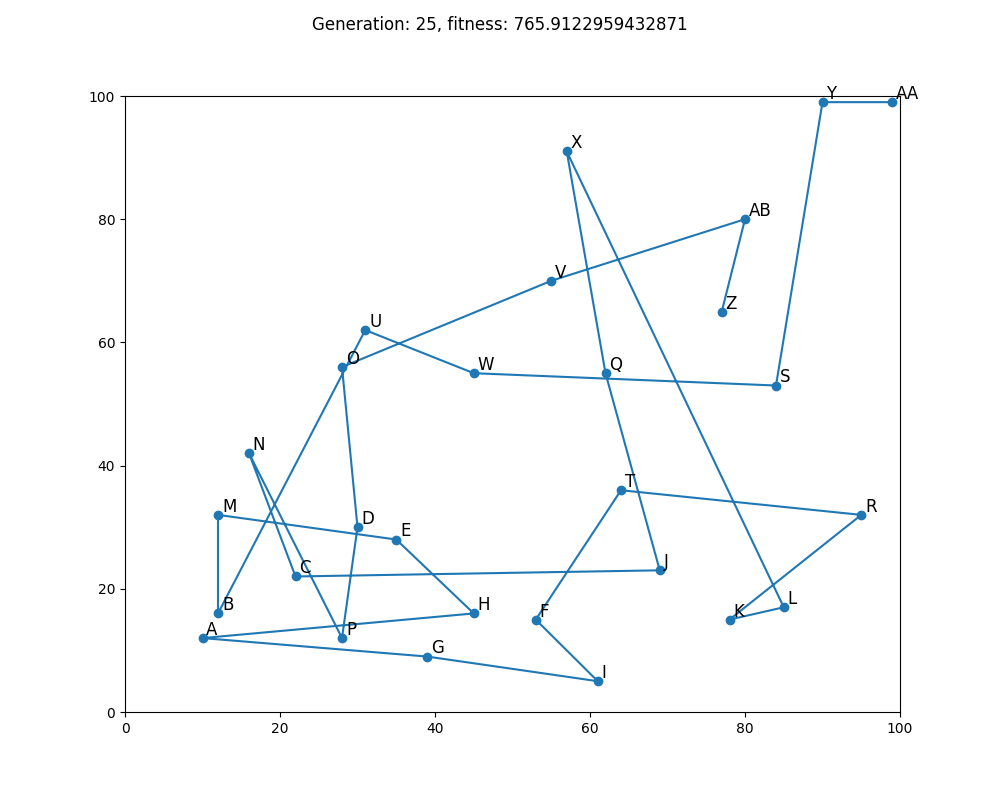 Generation: 25, fitness: 765.9122959432871
100
Y
AA
X
80
AB
V
Z
60
U
O
W
Q
S
40
N
T
M
R
D
E
20
C
J
B
H
F
K
L
A
P
G
I
0
0 20 40 60 80 100